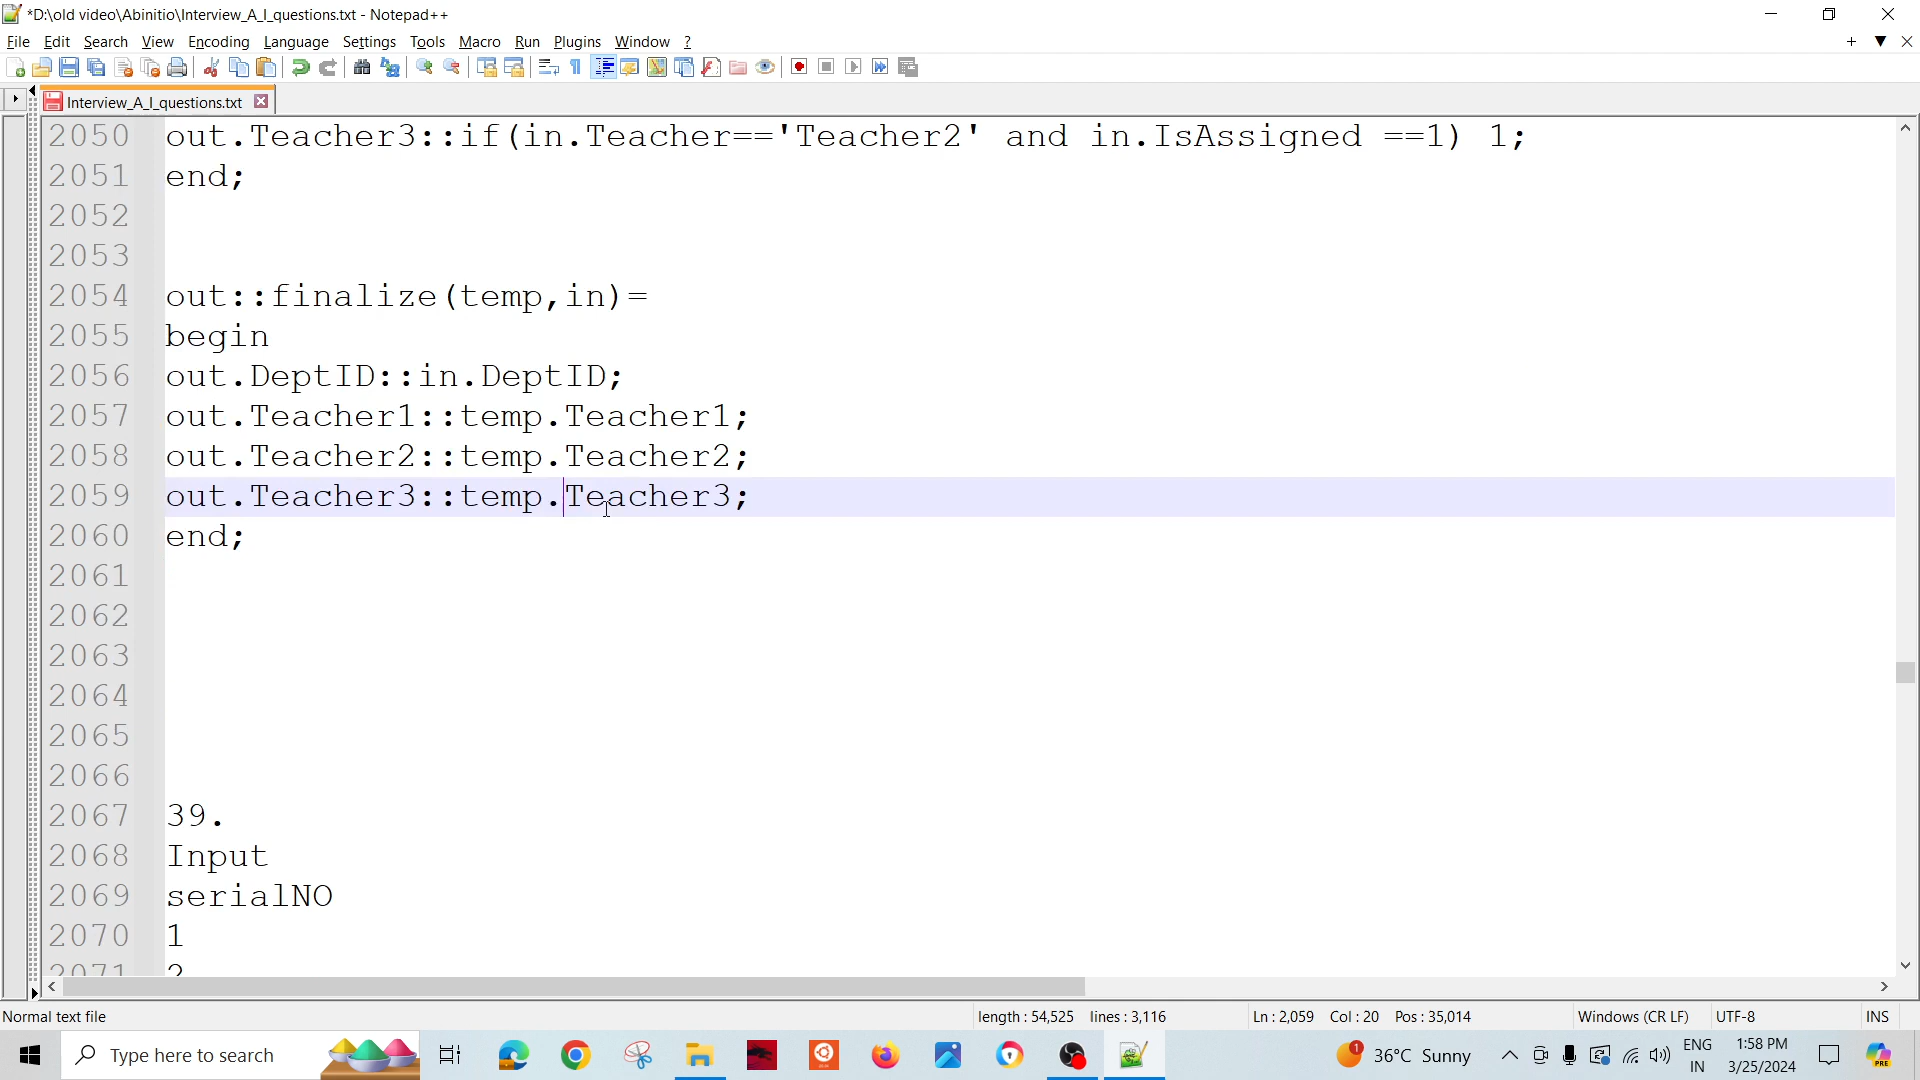 *D:\old video\Abinitio\Interview_A_I_questions.txt - Notepad++
File Edit Search View Encoding Language Settings Tools Macro Run Plugins Window ?
Interview_A_I_questions.txt
2050 out.Teacher3::if(in.Teacher=='Teacher2' and in.IsAssigned ==1) 1;
2051 end;
2052
2053
2054 out::finalize(temp,in)=
2055 begin
2056 out.DeptID::in.DeptID;
2057 out.Teacher1::temp.Teacher1;
2058 out.Teacher2::temp.Teacher2;
2059 out.Teacher3::temp.Teacher3;
2060 end;
2061
2062
2063
2064
2065
2066
2067 39.
2068 Input
2069 serialNO
2070 1
2071 2
Normal text file length : 54,525 lines : 3,116 Ln : 2,059 Col : 20 Pos : 35,014 Windows (CR LF) UTF-8 INS
Type here to search 36°C Sunny ENG IN 1:58 PM 3/25/2024